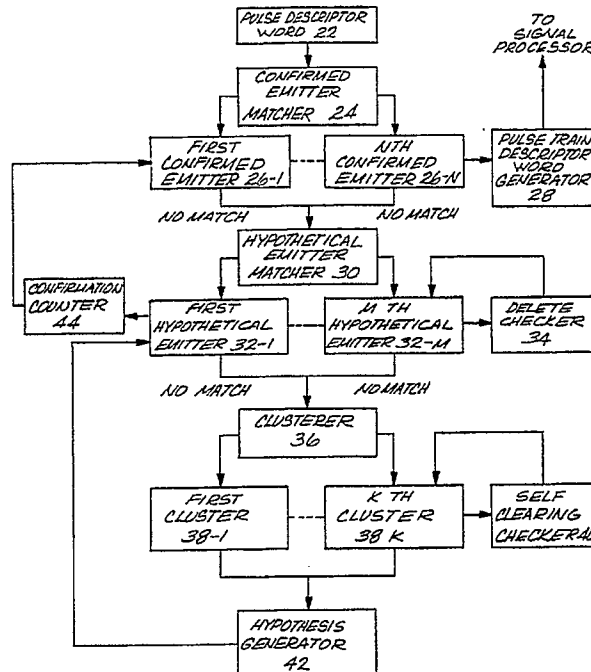 PULSE DESCRIPTOR
WORD 22
TO
SIGNAL
PROCESSOR
CONFIRMED
EMITTER
MATCHER 24
FIRST
CONFIRMED
EMITTER 26-1
NTH
CONFIRMED
EMITTER 26-N
PULSE TRAIN
DESCRIPTOR
WORD
GENERATOR
28
NO MATCH
NO MATCH
HYPOTHETICAL
EMITTER
MATCHER 30
CONFIRMATION
COUNTER
44
FIRST
HYPOTHETICAL
EMITTER 32-1
M TH
HYPOTHETICAL
EMITTER 32-M
DELETE
CHECKER
34
NO MATCH
NO MATCH
CLUSTERER
36
FIRST
CLUSTER
38-1
K TH
CLUSTER
38 K
SELF
CLEARING
CHECKER
HYPOTHESIS
GENERATOR
42